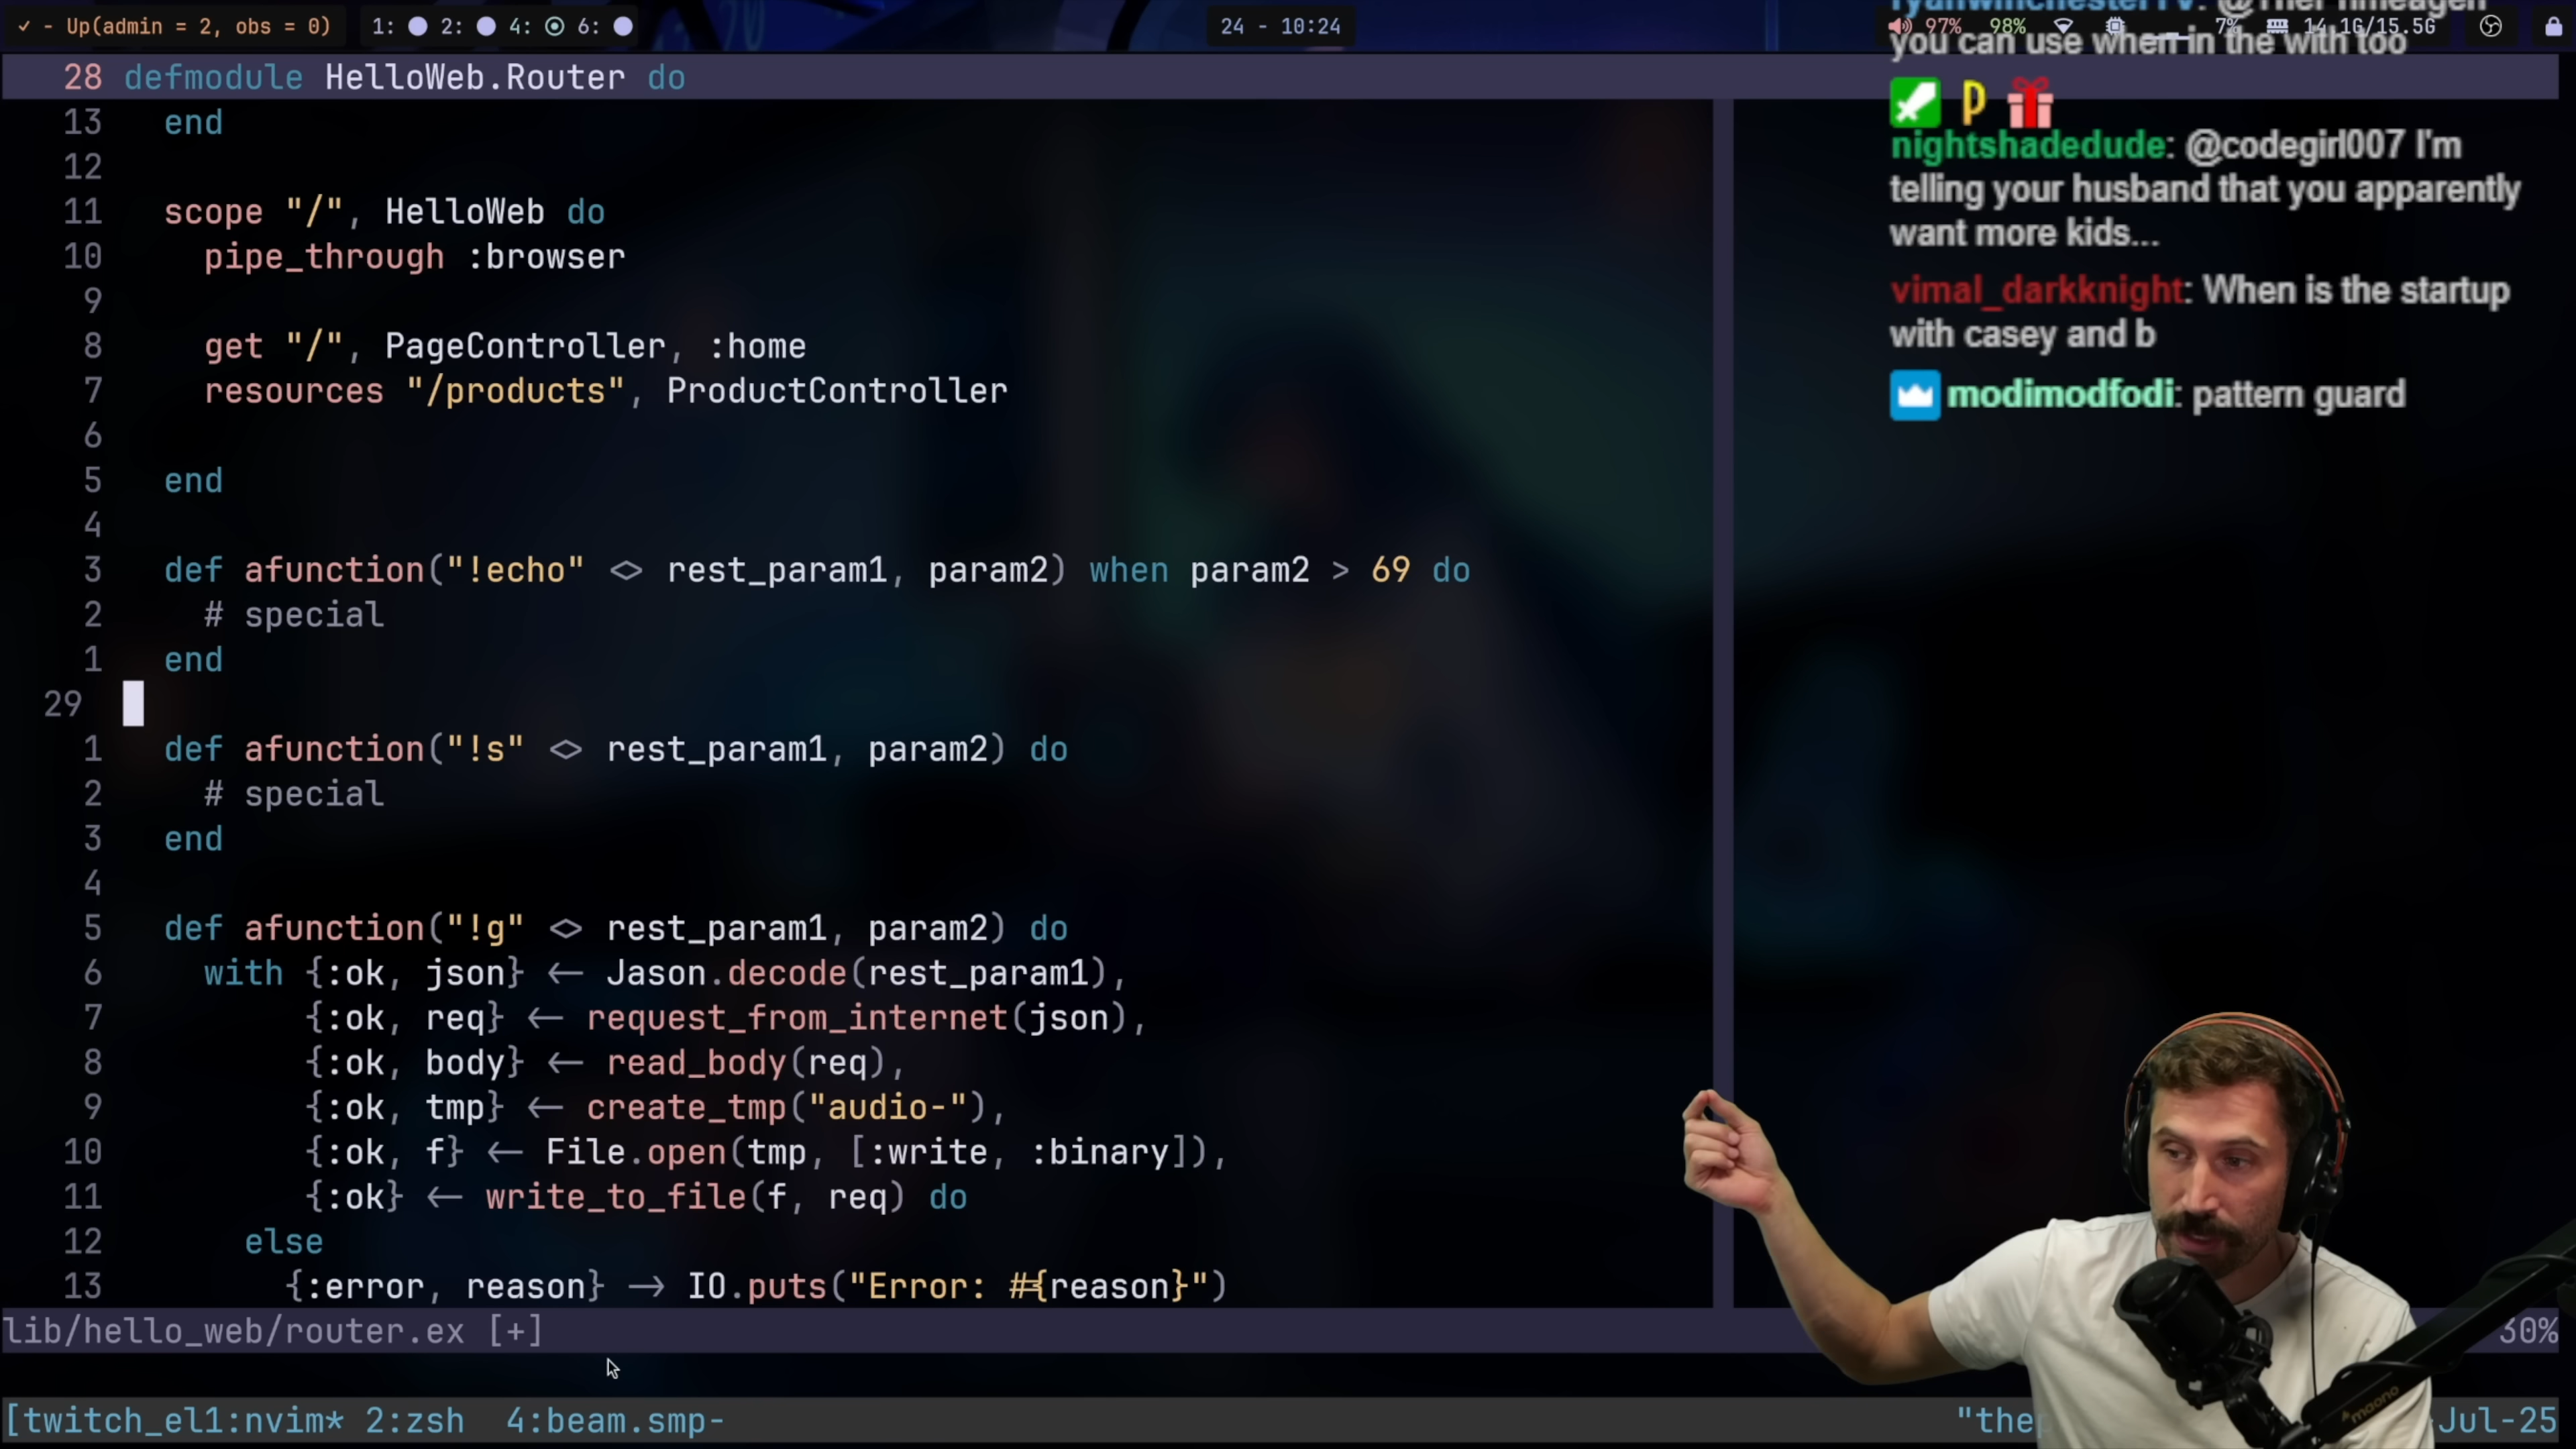 ✓ - Up(admin = 2, obs = 0) 1: 2: 4: 6: 24 - 10:24 97% 98% 7% 14.1G/15.5G
you can use when in the with too
28 defmodule HelloWeb.Router do
13 end
12
11 scope "/", HelloWeb do
10 pipe_through :browser
9
8 get "/", PageController, :home
7 resources "/products", ProductController
6
5 end
4
3 def afunction("!echo" <> rest_param1, param2) when param2 > 69 do
2 # special
1 end
29
1 def afunction("!s" <> rest_param1, param2) do
2 # special
3 end
4
5 def afunction("!g" <> rest_param1, param2) do
6 with {:ok, json} <- Jason.decode(rest_param1),
7 {:ok, req} <- request_from_internet(json),
8 {:ok, body} <- read_body(req),
9 {:ok, tmp} <- create_tmp("audio-"),
10 {:ok, f} <- File.open(tmp, [:write, :binary]),
11 {:ok} <- write_to_file(f, req) do
12 else
13 {:error, reason} -> IO.puts("Error: #{reason}")
lib/hello_web/router.ex [+] 30%
[twitch_el1:nvim* 2:zsh 4:beam.smp- "the Jul-25
nightshadedude: @codegirl007 I'm
telling your husband that you apparently
want more kids...
vimal_darkknight: When is the startup
with casey and b
modimodfodi: pattern guard
maono